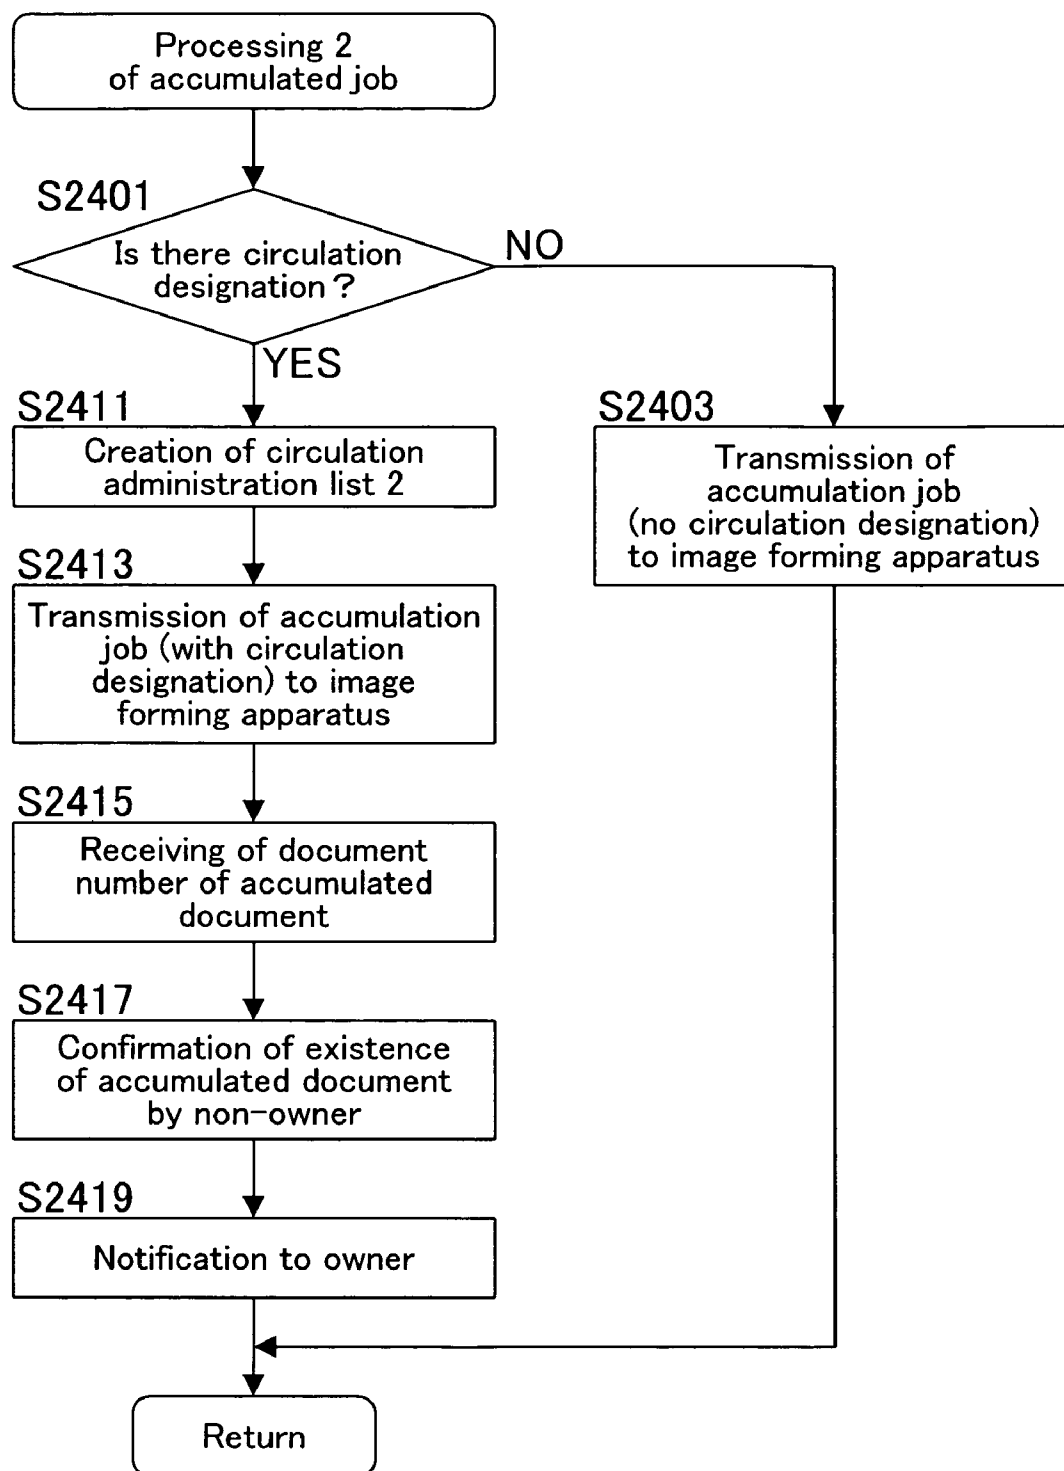 Processing 2
of accumulated job
S2401
Is there circulation
designation ?
NO
YES
S2411
Creation of circulation
administration list 2
S2403
Transmission of
accumulation job
(no circulation designation)
to image forming apparatus
S2413
Transmission of accumulation
job (with circulation
designation) to image
forming apparatus
S2415
Receiving of document
number of accumulated
document
S2417
Confirmation of existence
of accumulated document
by non-owner
S2419
Notification to owner
Return